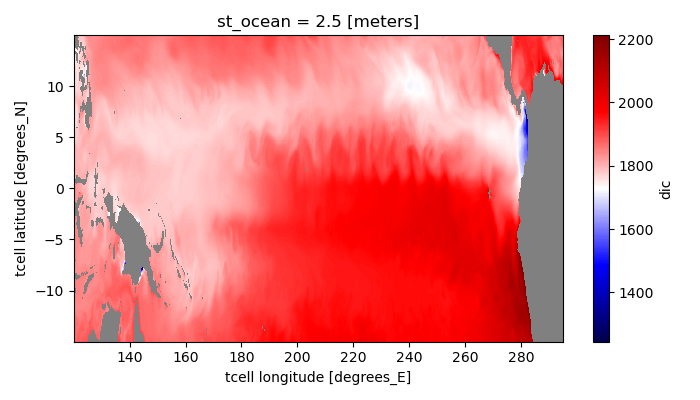 st_ocean = 2.5 [meters]
tcell latitude [degrees_N]
10
5
0
−5
−10
140 160 180 200 220 240 260 280
tcell longitude [degrees_E]
2200
2000
1800
1600
1400
dic